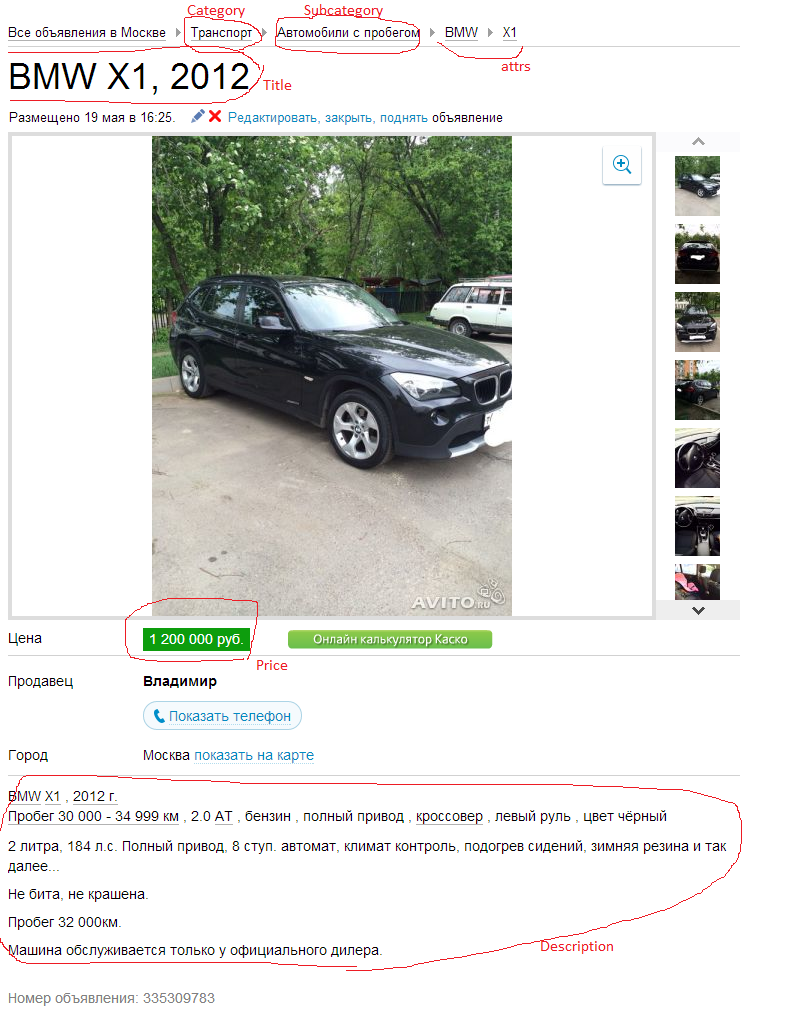 Category
Subcategory
Все объявления в Москве Транспорт Автомобили с пробегом BMW X1
attrs
BMW X1, 2012
Title
Размещено 19 мая в 16:25. Редактировать, закрыть, поднять объявление
AVITO.RU
Цена 1 200 000 руб. Онлайн калькулятор Каско
Price
Продавец Владимир
Показать телефон
Город Москва показать на карте
BMW X1 , 2012 г.
Пробег 30 000 - 34 999 км , 2.0 АТ , бензин , полный привод , кроссовер , левый руль , цвет чёрный
2 литра, 184 л.с. Полный привод, 8 ступ. автомат, климат контроль, подогрев сидений, зимняя резина и так
далее...
Не бита, не крашена.
Пробег 32 000км.
Машина обслуживается только у официального дилера.
Description
Номер объявления: 335309783